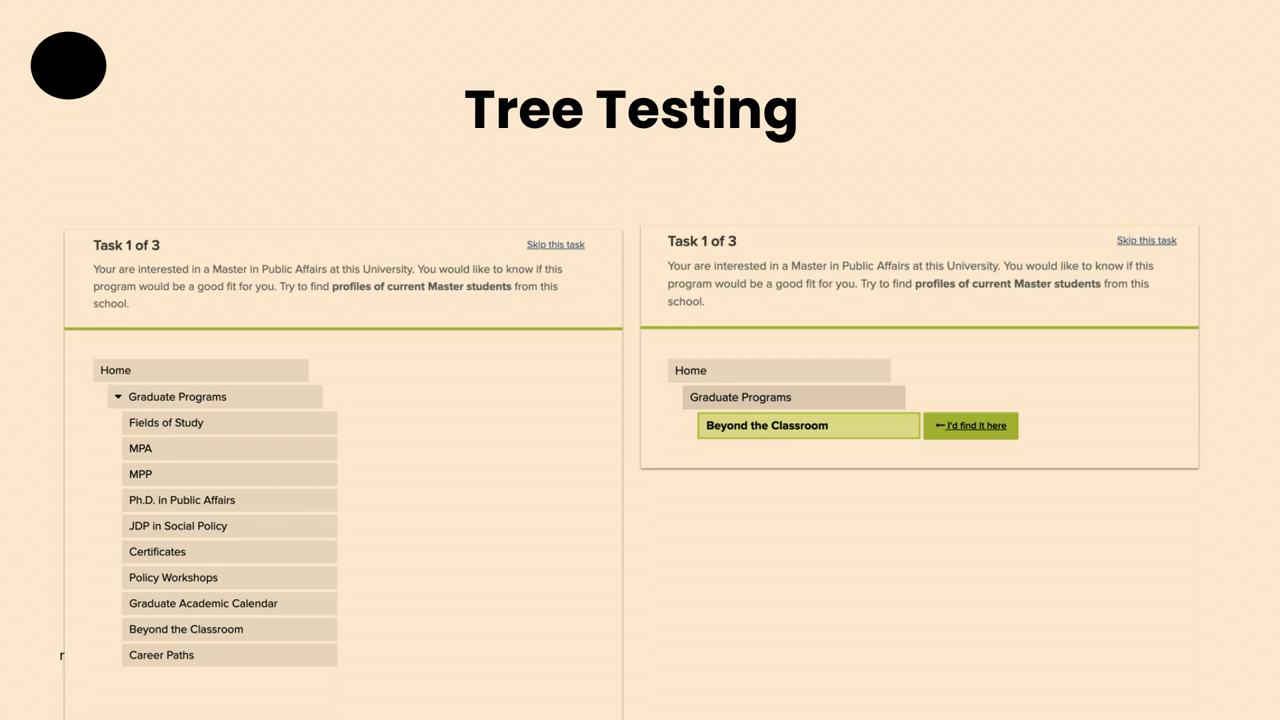 Tree Testing
Task 1 of 3
Skip this task
Your are interested in a Master in Public Affairs at this University. You would like to know if this
program would be a good fit for you. Try to find profiles of current Master students from this
school.
Home
Graduate Programs
Fields of Study
MPA
MPP
Ph.D. in Public Affairs
JDP in Social Policy
Certificates
Policy Workshops
Graduate Academic Calendar
Beyond the Classroom
Career Paths
r
Task 1 of 3
Skip this task
Your are interested in a Master in Public Affairs at this University. You would like to know if this
program would be a good fit for you. Try to find profiles of current Master students from this
school.
Home
Graduate Programs
Beyond the Classroom
← I'd find it here